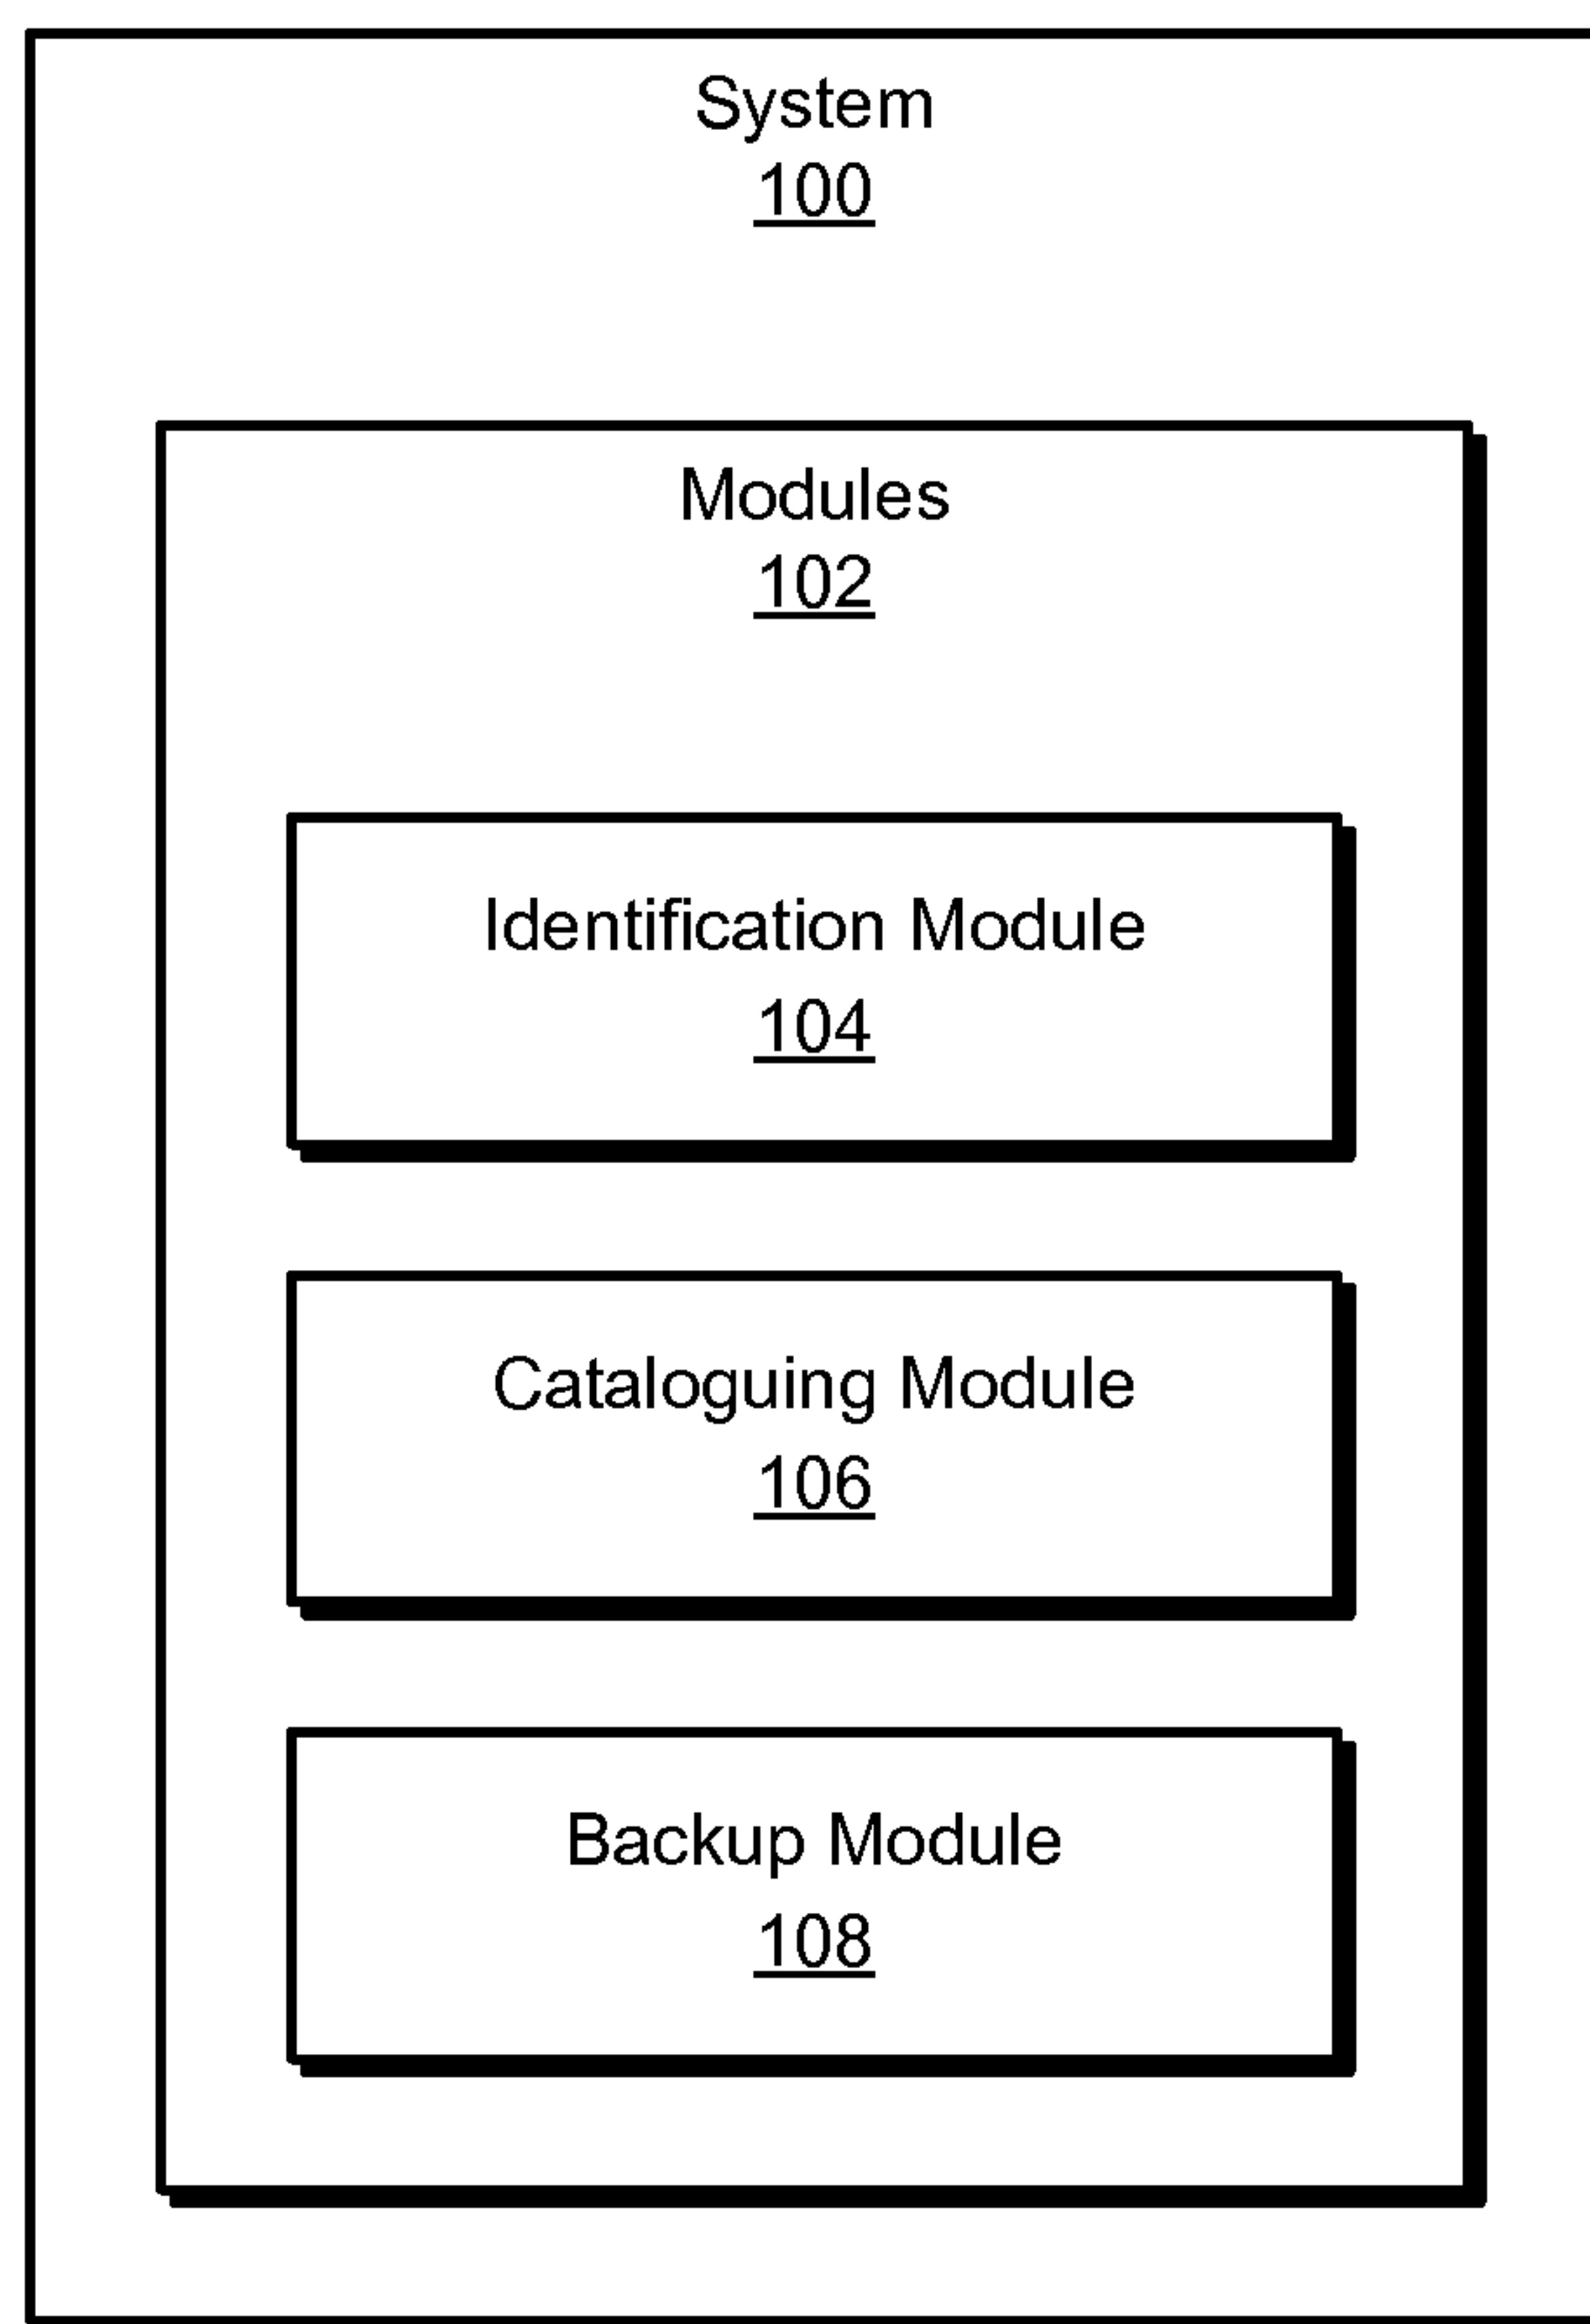 System
100
Modules
102
Identification Module
104
Cataloguing Module
106
Backup Module
108